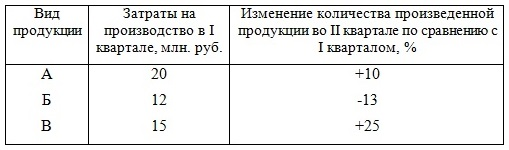 Вид продукции | Затраты на производство в I квартале, млн. руб. | Изменение количества произведенной продукции во II квартале по сравнению с I кварталом, %
А | 20 | +10
Б | 12 | -13
В | 15 | +25